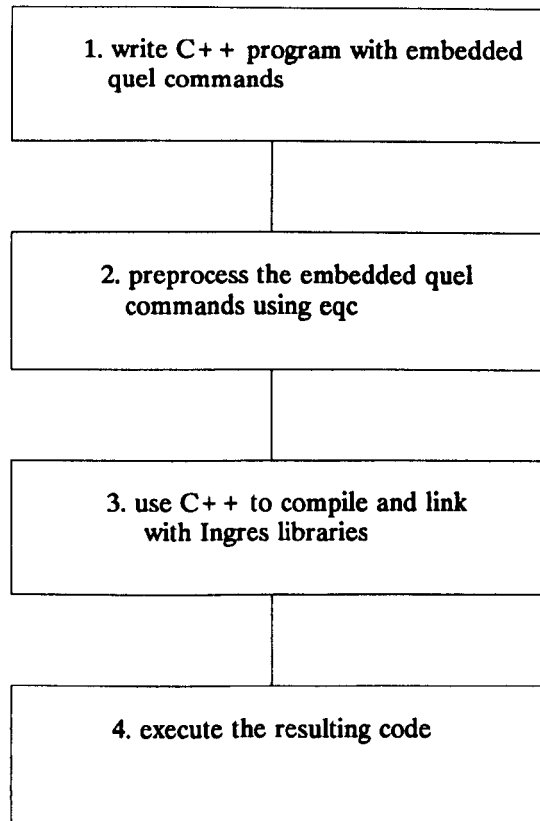 1. write C++ program with embedded
quel commands
2. preprocess the embedded quel
commands using eqc
3. use C++ to compile and link
with Ingres libraries
4. execute the resulting code